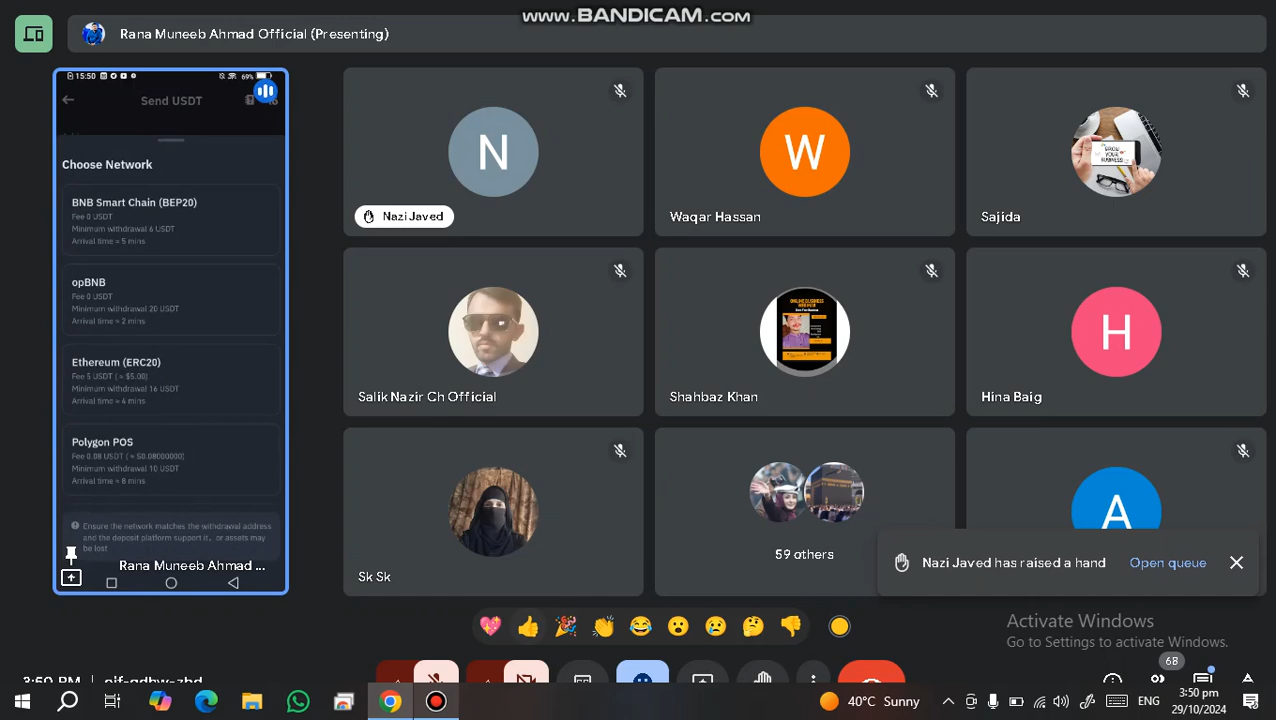 www.BANDICAM.com
Rana Muneeb Ahmad Official (Presenting)
15:50
69%
Send USDT
Choose Network
BNB Smart Chain (BEP20)
Fee 0 USDT
Minimum withdrawal 6 USDT
Arrival time ≈ 5 mins
opBNB
Fee 0 USDT
Minimum withdrawal 20 USDT
Arrival time ≈ 2 mins
Ethereum (ERC20)
Fee 5 USDT ( ≈ $5.00)
Minimum withdrawal 16 USDT
Arrival time ≈ 4 mins
Polygon POS
Fee 0.08 USDT ( ≈ $0.08000000)
Minimum withdrawal 10 USDT
Arrival time ≈ 8 mins
Ensure the network matches the withdrawal address
and the deposit platform support it, or assets may
be lost
Rana Muneeb Ahmad ...
N
Nazi Javed
W
Waqar Hassan
GROW
YOUR
BUSINESS
Sajida
Salik Nazir Ch Official
ONLINE BUSINESS
Shahbaz Khan
H
Hina Baig
Sk Sk
59 others
A
Nazi Javed has raised a hand
Open queue
Activate Windows
Go to Settings to activate Windows.
68
3:50 PM
40°C Sunny
ENG
3:50 pm
29/10/2024